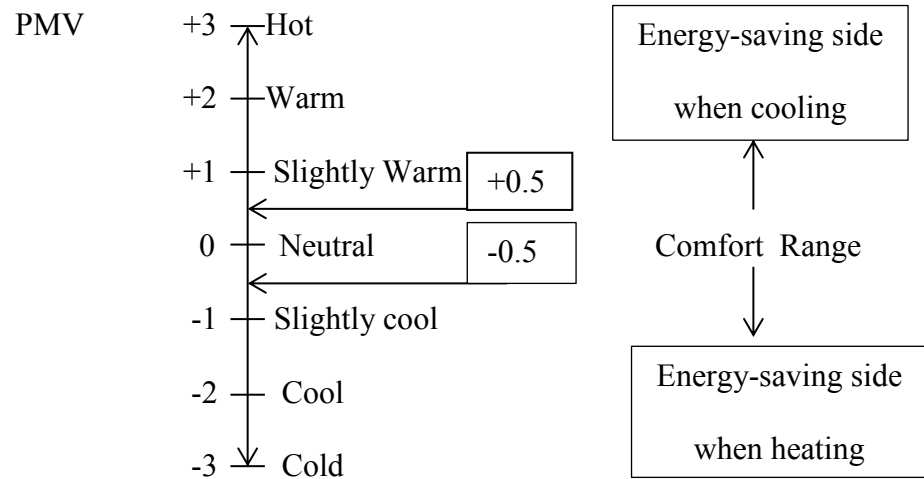 PMV
+3 Hot
+2 Warm
+1 Slightly Warm
+0.5
0 Neutral
-0.5
-1 Slightly cool
-2 Cool
-3 Cold
Energy-saving side
when cooling
Comfort Range
Energy-saving side
when heating